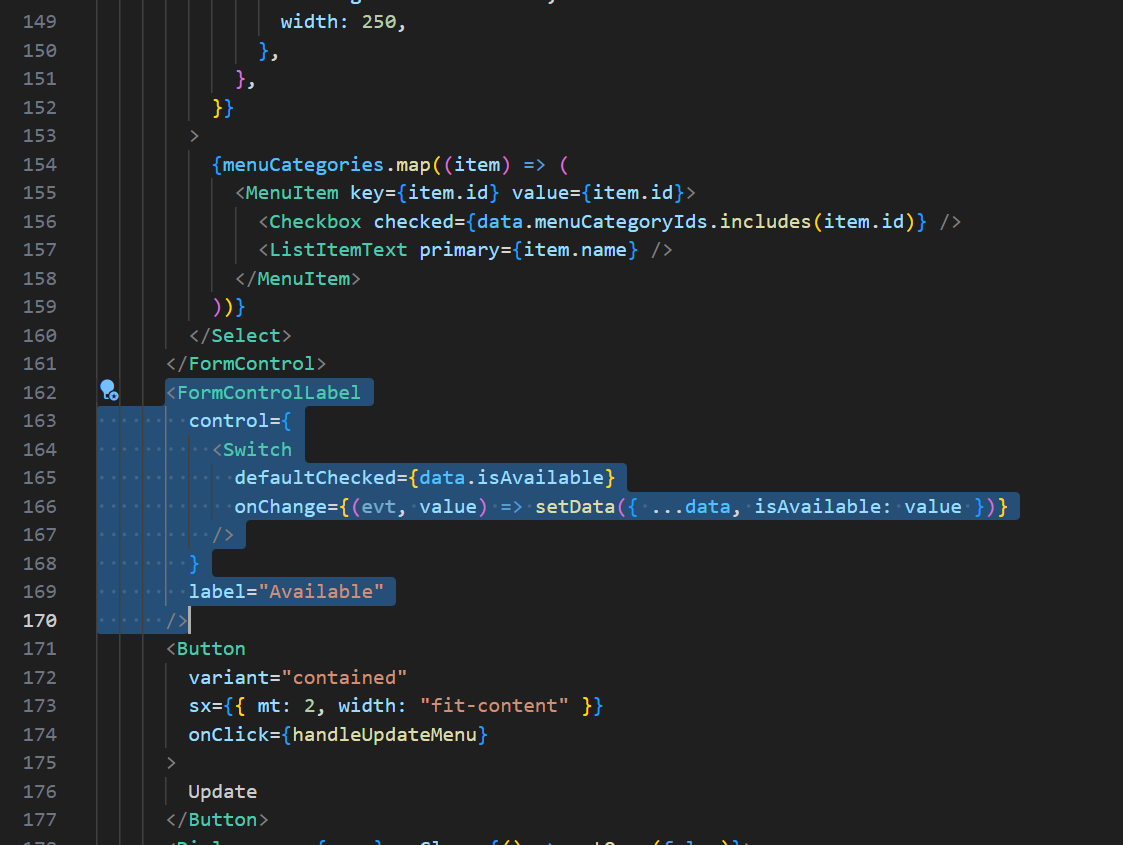 149 width: 250,
150 },
151 },
152 }}
153 >
154 {menuCategories.map((item) => (
155 <MenuItem key={item.id} value={item.id}>
156 <Checkbox checked={data.menuCategoryIds.includes(item.id)} />
157 <ListItemText primary={item.name} />
158 </MenuItem>
159 ))}
160 </Select>
161 </FormControl>
162 <FormControlLabel
163 control={
164 <Switch
165 defaultChecked={data.isAvailable}
166 onChange={(evt, value) => setData({ ...data, isAvailable: value })}
167 />
168 }
169 label="Available"
170 />
171 <Button
172 variant="contained"
173 sx={{ mt: 2, width: "fit-content" }}
174 onClick={handleUpdateMenu}
175 >
176 Update
177 </Button>